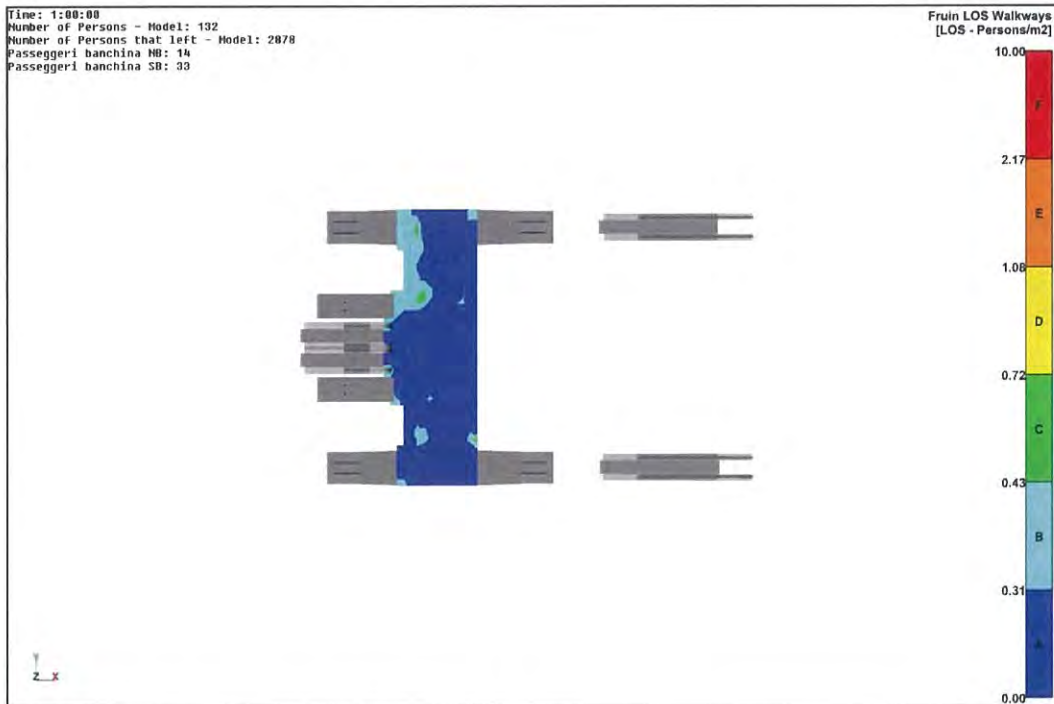 Time: 1:00:00
Number of Persons - Model: 132
Number of Persons that left - Model: 2878
Passeggeri banchina NB: 14
Passeggeri banchina SB: 33
Fruin LOS Walkways
[LOS - Persons/m2]
10.00
F
2.17
E
1.08
D
0.72
C
0.43
B
0.31
A
0.00
Y
Z X